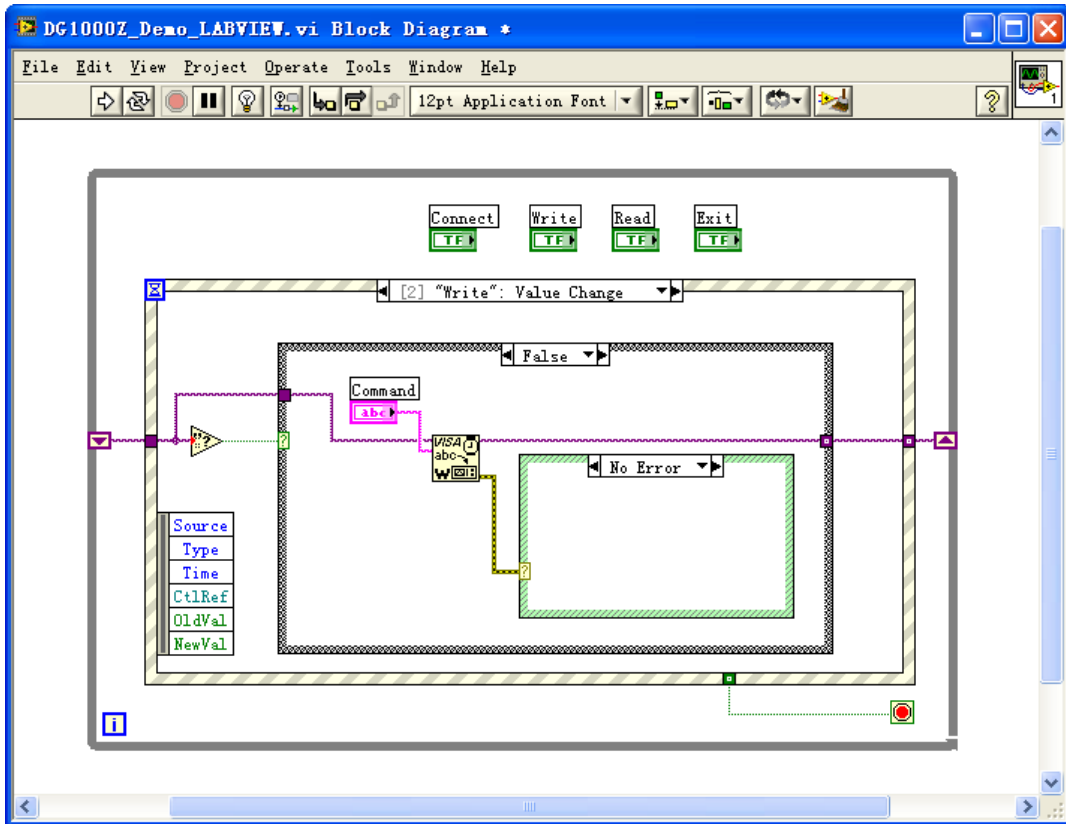 DG1000Z_Demo_LABVIEW.vi Block Diagram *
File Edit View Project Operate Tools Window Help
12pt Application Font
?
1
Connect Write Read Exit
TF TF TF TF
[2] "Write": Value Change
False
Command
abc
?
?
VISA
abc
W
No Error
?
Source
Type
Time
CtlRef
OldVal
NewVal
i